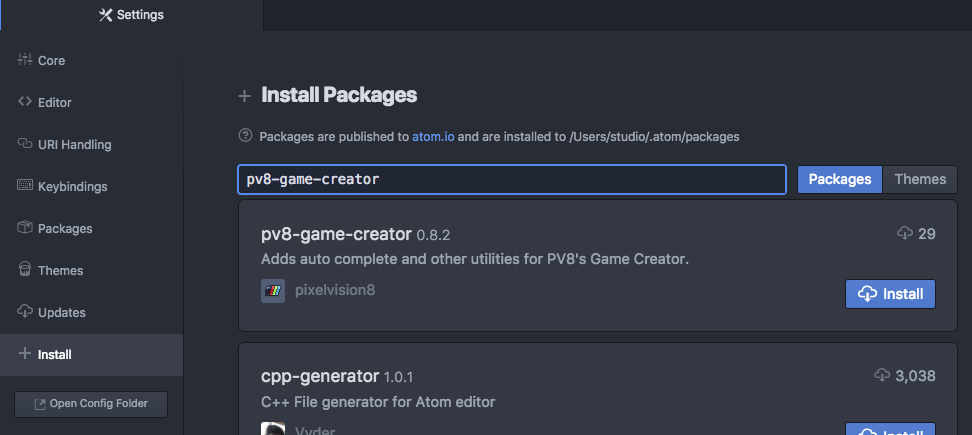 Settings
Core
Editor
URI Handling
Keybindings
Packages
Themes
Updates
Install
Open Config Folder
Install Packages
Packages are published to atom.io and are installed to /Users/studio/.atom/packages
pv8-game-creator
Packages Themes
pv8-game-creator 0.8.2 29
Adds auto complete and other utilities for PV8's Game Creator.
pixelvision8
Install
cpp-generator 1.0.1 3,038
C++ File generator for Atom editor
Vyder
Install